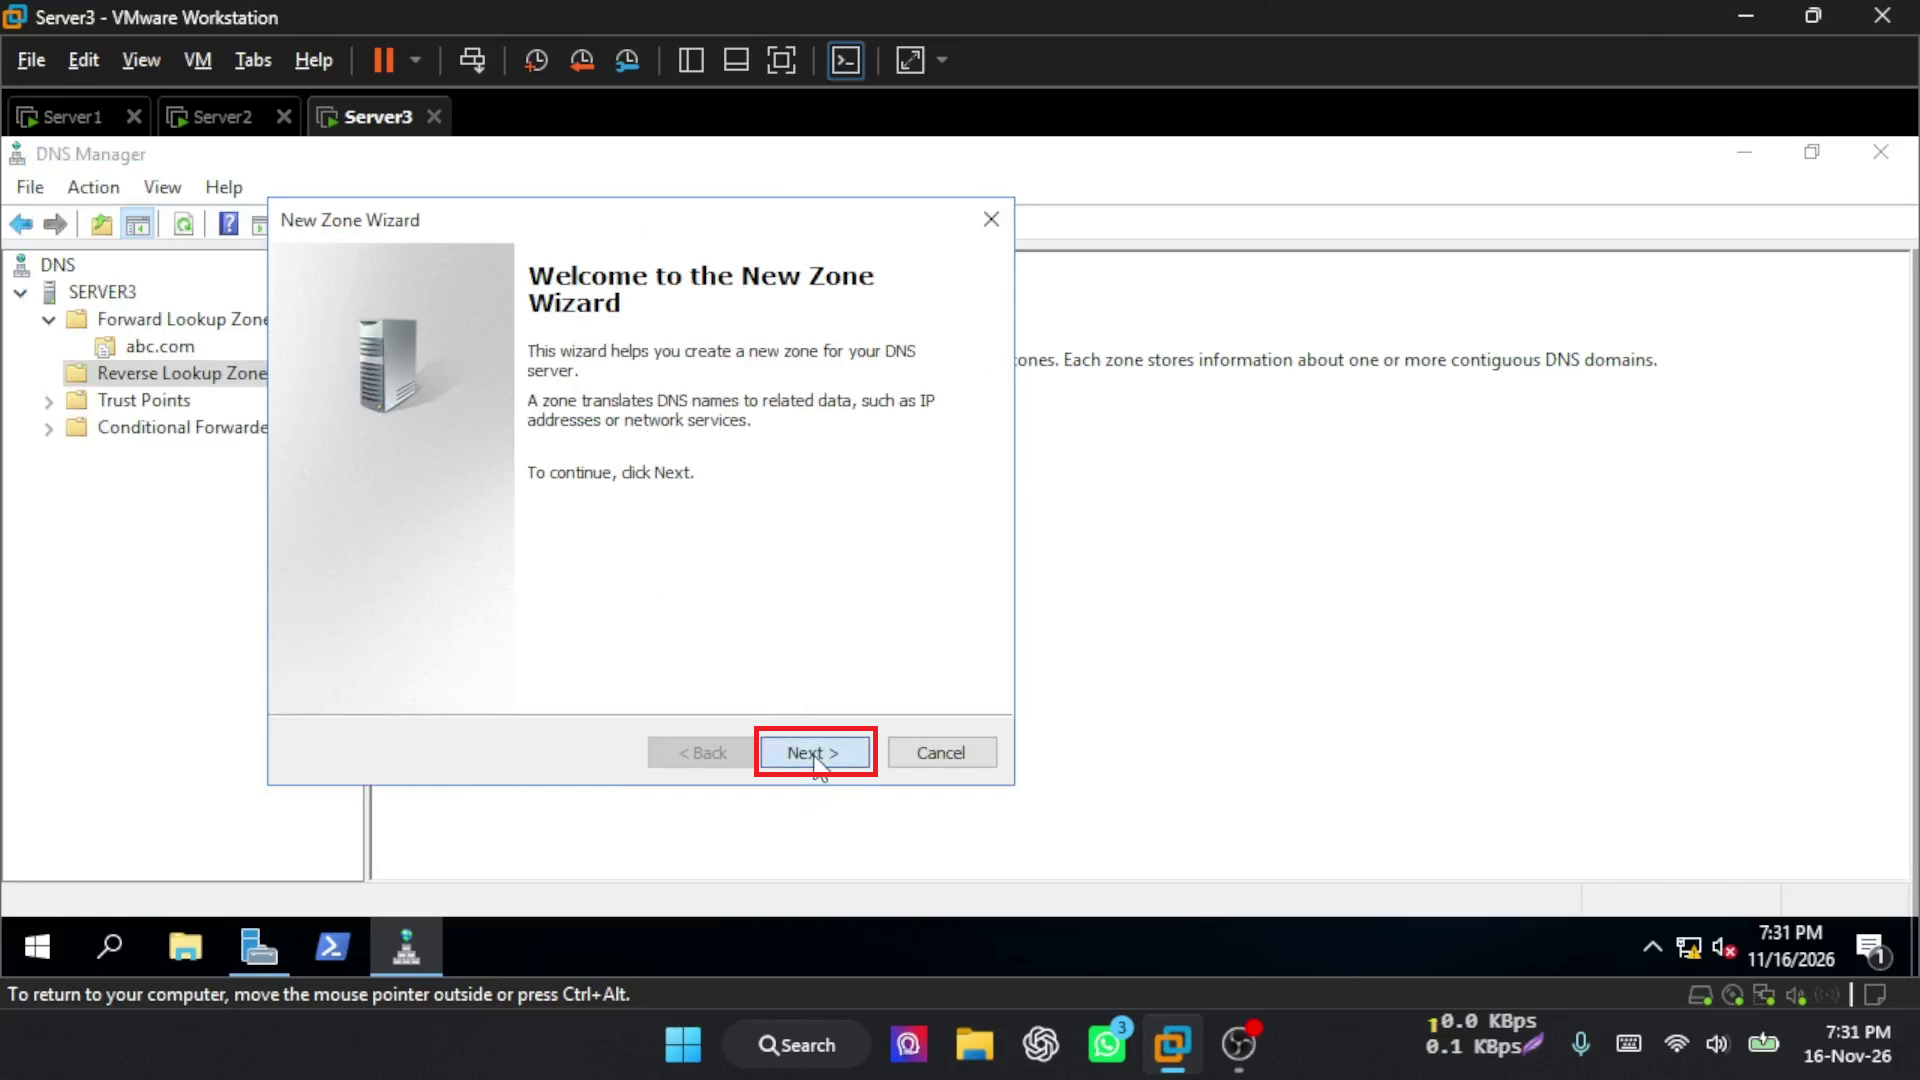 Server3 - VMware Workstation
File Edit View VM Tabs Help
Server1 Server2 Server3
DNS Manager
File Action View Help
New Zone Wizard
DNS
SERVER3
Forward Lookup Zone
abc.com
Reverse Lookup Zone
Trust Points
Conditional Forwarde
Welcome to the New Zone
Wizard
This wizard helps you create a new zone for your DNS
server.
A zone translates DNS names to related data, such as IP
addresses or network services.
To continue, click Next.
ones. Each zone stores information about one or more contiguous DNS domains.
< Back Next > Cancel
7:31 PM
11/16/2026
1
To return to your computer, move the mouse pointer outside or press Ctrl+Alt.
Search
3
0.0 KBps
0.1 KBps
7:31 PM
16-Nov-26